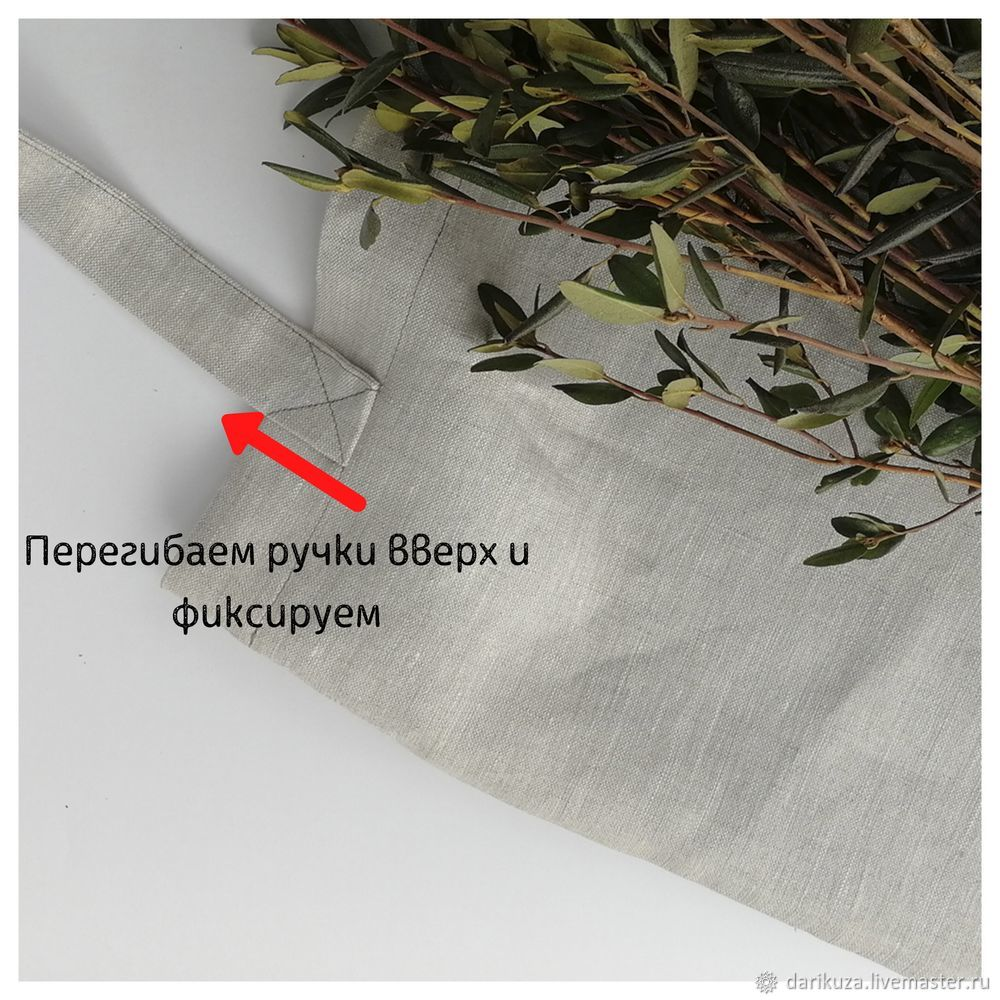 Перегибаем ручки вверх и
фиксируем
darikuza.livemaster.ru